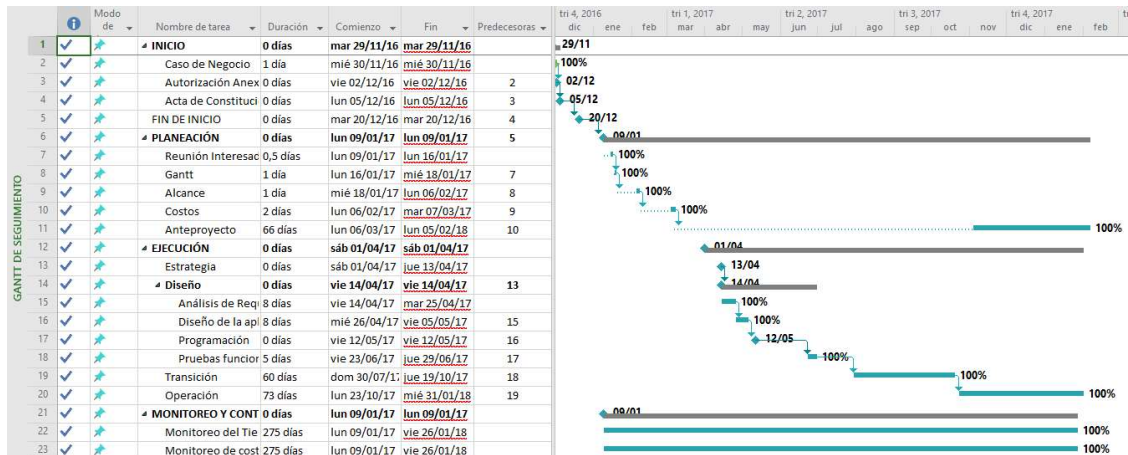 Modo de
Nombre de tarea Duración Comienzo Fin Predecesoras
tri 4, 2016 tri 1, 2017 tri 2, 2017 tri 3, 2017 tri 4, 2017
dic ene feb mar abr may jun jul ago sep oct nov dic ene feb
GANTT DE SEGUIMIENTO
1 INICIO 0 días mar 29/11/16 mar 29/11/16 29/11
2 Caso de Negocio 1 día mié 30/11/16 mié 30/11/16 100%
3 Autorización Anex 0 días vie 02/12/16 vie 02/12/16 2 02/12
4 Acta de Constituci 0 días lun 05/12/16 lun 05/12/16 3 05/12
5 FIN DE INICIO 0 días mar 20/12/16 mar 20/12/16 4 20/12
6 PLANEACIÓN 0 días lun 09/01/17 lun 09/01/17 5 09/01
7 Reunión Interesad 0,5 días lun 09/01/17 lun 16/01/17 100%
8 Gantt 1 día lun 16/01/17 mié 18/01/17 7 100%
9 Alcance 1 día mié 18/01/17 lun 06/02/17 8 100%
10 Costos 2 días lun 06/02/17 mar 07/03/17 9 100%
11 Anteproyecto 66 días lun 06/03/17 lun 05/02/18 10 100%
12 EJECUCIÓN 0 días sáb 01/04/17 sáb 01/04/17 01/04
13 Estrategia 0 días sáb 01/04/17 jue 13/04/17 13/04
14 Diseño 0 días vie 14/04/17 vie 14/04/17 13 14/04
15 Análisis de Req 8 días vie 14/04/17 mar 25/04/17 100%
16 Diseño de la apl 8 días mié 26/04/17 vie 05/05/17 15 100%
17 Programación 0 días vie 12/05/17 vie 12/05/17 16 12/05
18 Pruebas funcior 5 días vie 23/06/17 jue 29/06/17 17 100%
19 Transición 60 días dom 30/07/17 jue 19/10/17 18 100%
20 Operación 73 días lun 23/10/17 mié 31/01/18 19 100%
21 MONITOREO Y CONT 0 días lun 09/01/17 lun 09/01/17 09/01
22 Monitoreo del Tie 275 días lun 09/01/17 vie 26/01/18 100%
23 Monitoreo de cost 275 días lun 09/01/17 vie 26/01/18 100%